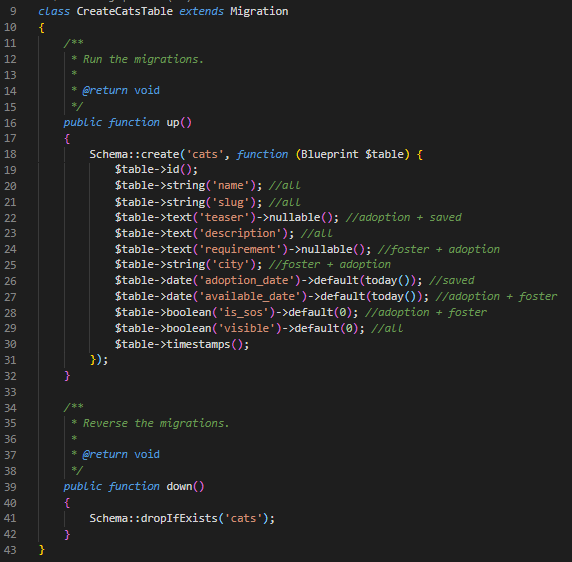 9 class CreateCatsTable extends Migration
10 {
11     /**
12      * Run the migrations.
13      *
14      * @return void
15      */
16     public function up()
17     {
18         Schema::create('cats', function (Blueprint $table) {
19             $table->id();
20             $table->string('name'); //all
21             $table->string('slug'); //all
22             $table->text('teaser')->nullable(); //adoption + saved
23             $table->text('description'); //all
24             $table->text('requirement')->nullable(); //foster + adoption
25             $table->string('city'); //foster + adoption
26             $table->date('adoption_date')->default(today()); //saved
27             $table->date('available_date')->default(today()); //adoption + foster
28             $table->boolean('is_sos')->default(0); //adoption + foster
29             $table->boolean('visible')->default(0); //all
30             $table->timestamps();
31         });
32     }
33
34     /**
35      * Reverse the migrations.
36      *
37      * @return void
38      */
39     public function down()
40     {
41         Schema::dropIfExists('cats');
42     }
43 }